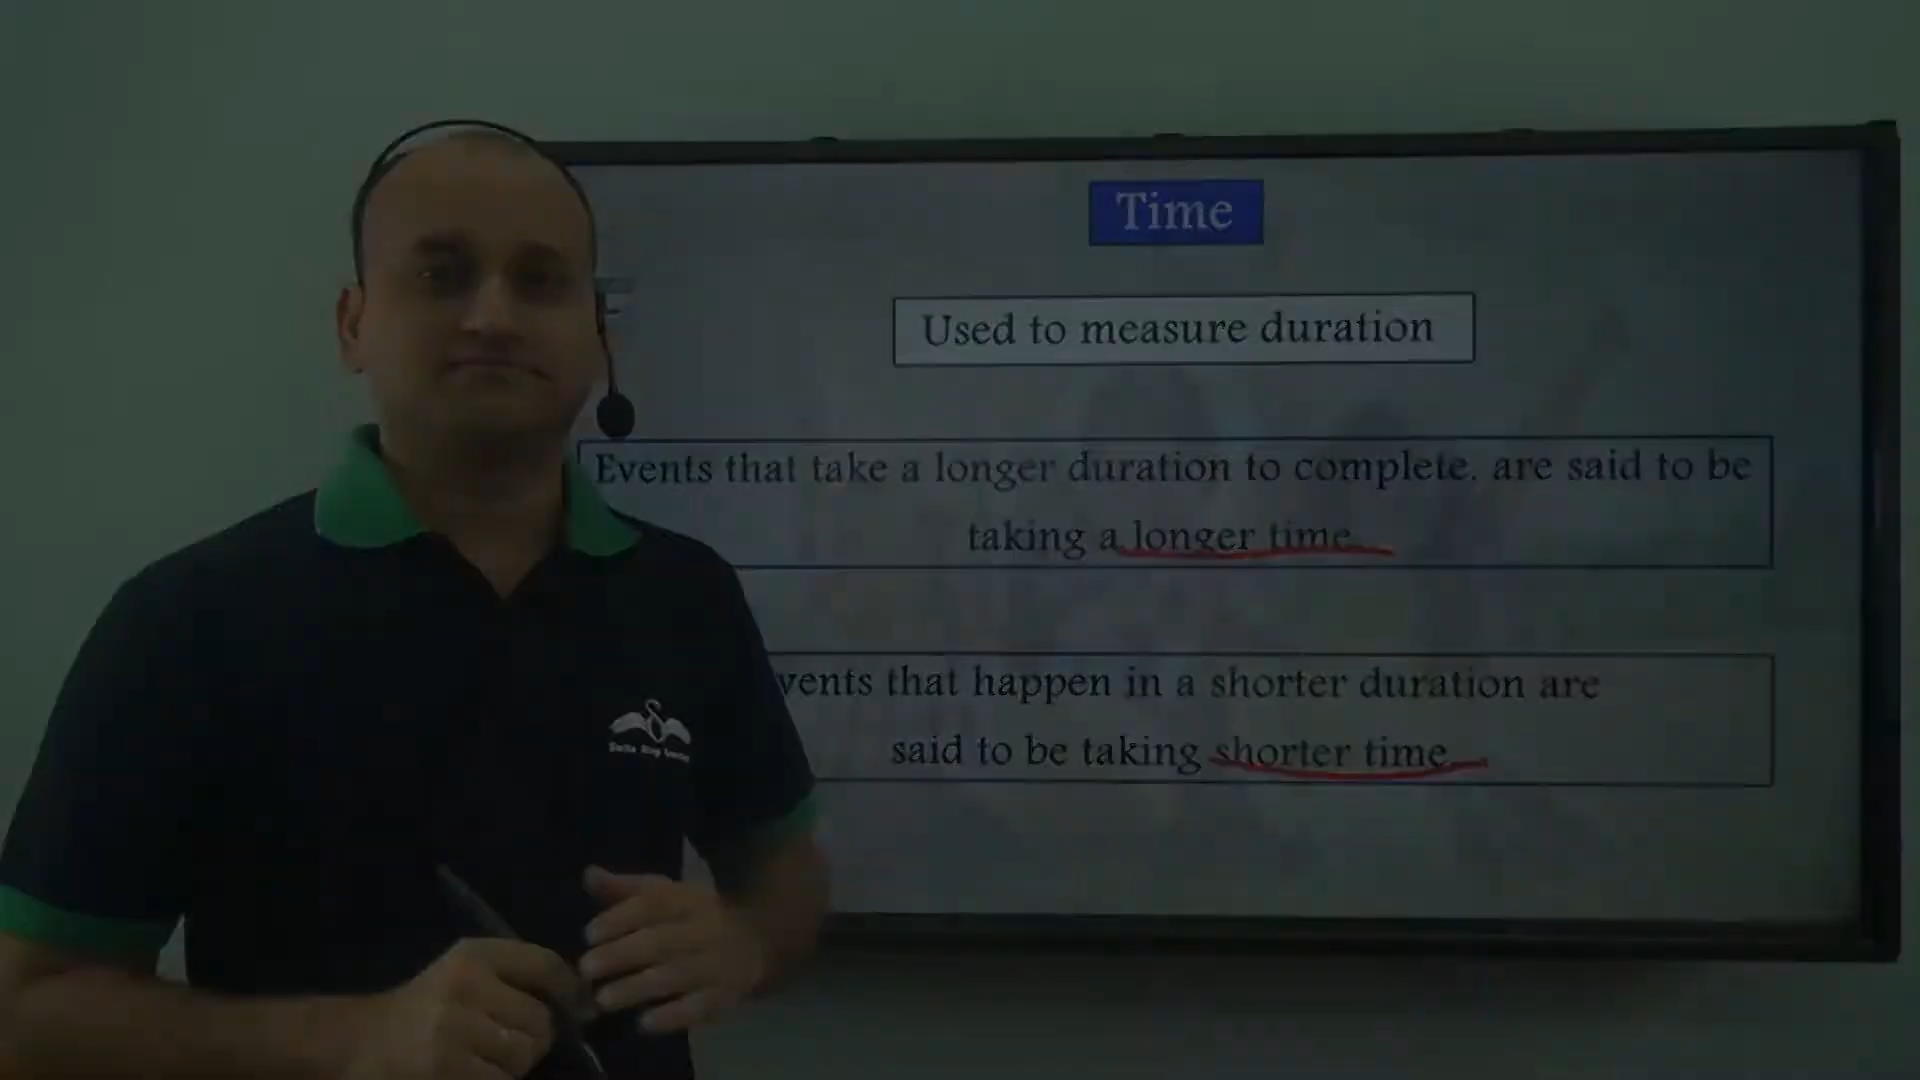 Time
Used to measure duration
Events that take a longer duration to complete, are said to be
taking a longer time.
vents that happen in a shorter duration are
said to be taking shorter time